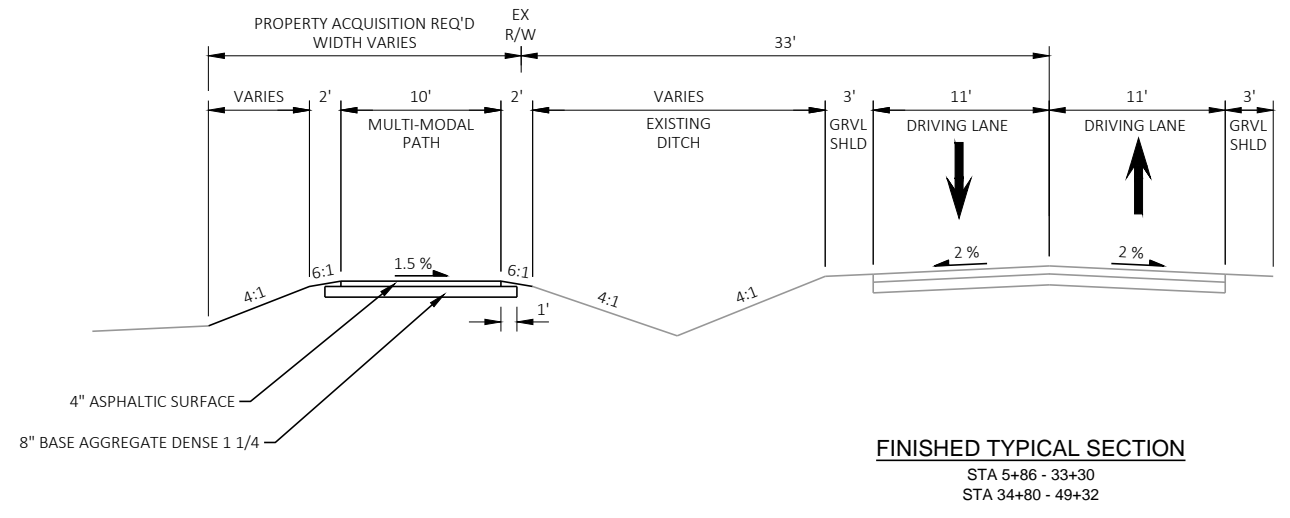 PROPERTY ACQUISITION REQ'D
WIDTH VARIES
EX
R/W
33'
VARIES
2'
10'
2'
VARIES
3'
11'
11'
3'
MULTI-MODAL
PATH
EXISTING
DITCH
GRVL
SHLD
DRIVING LANE
DRIVING LANE
GRVL
SHLD
4:1
6:1
1.5 %
6:1
4:1
4:1
2 %
2 %
1'
4" ASPHALTIC SURFACE
8" BASE AGGREGATE DENSE 1 1/4
FINISHED TYPICAL SECTION
STA 5+86 - 33+30
STA 34+80 - 49+32